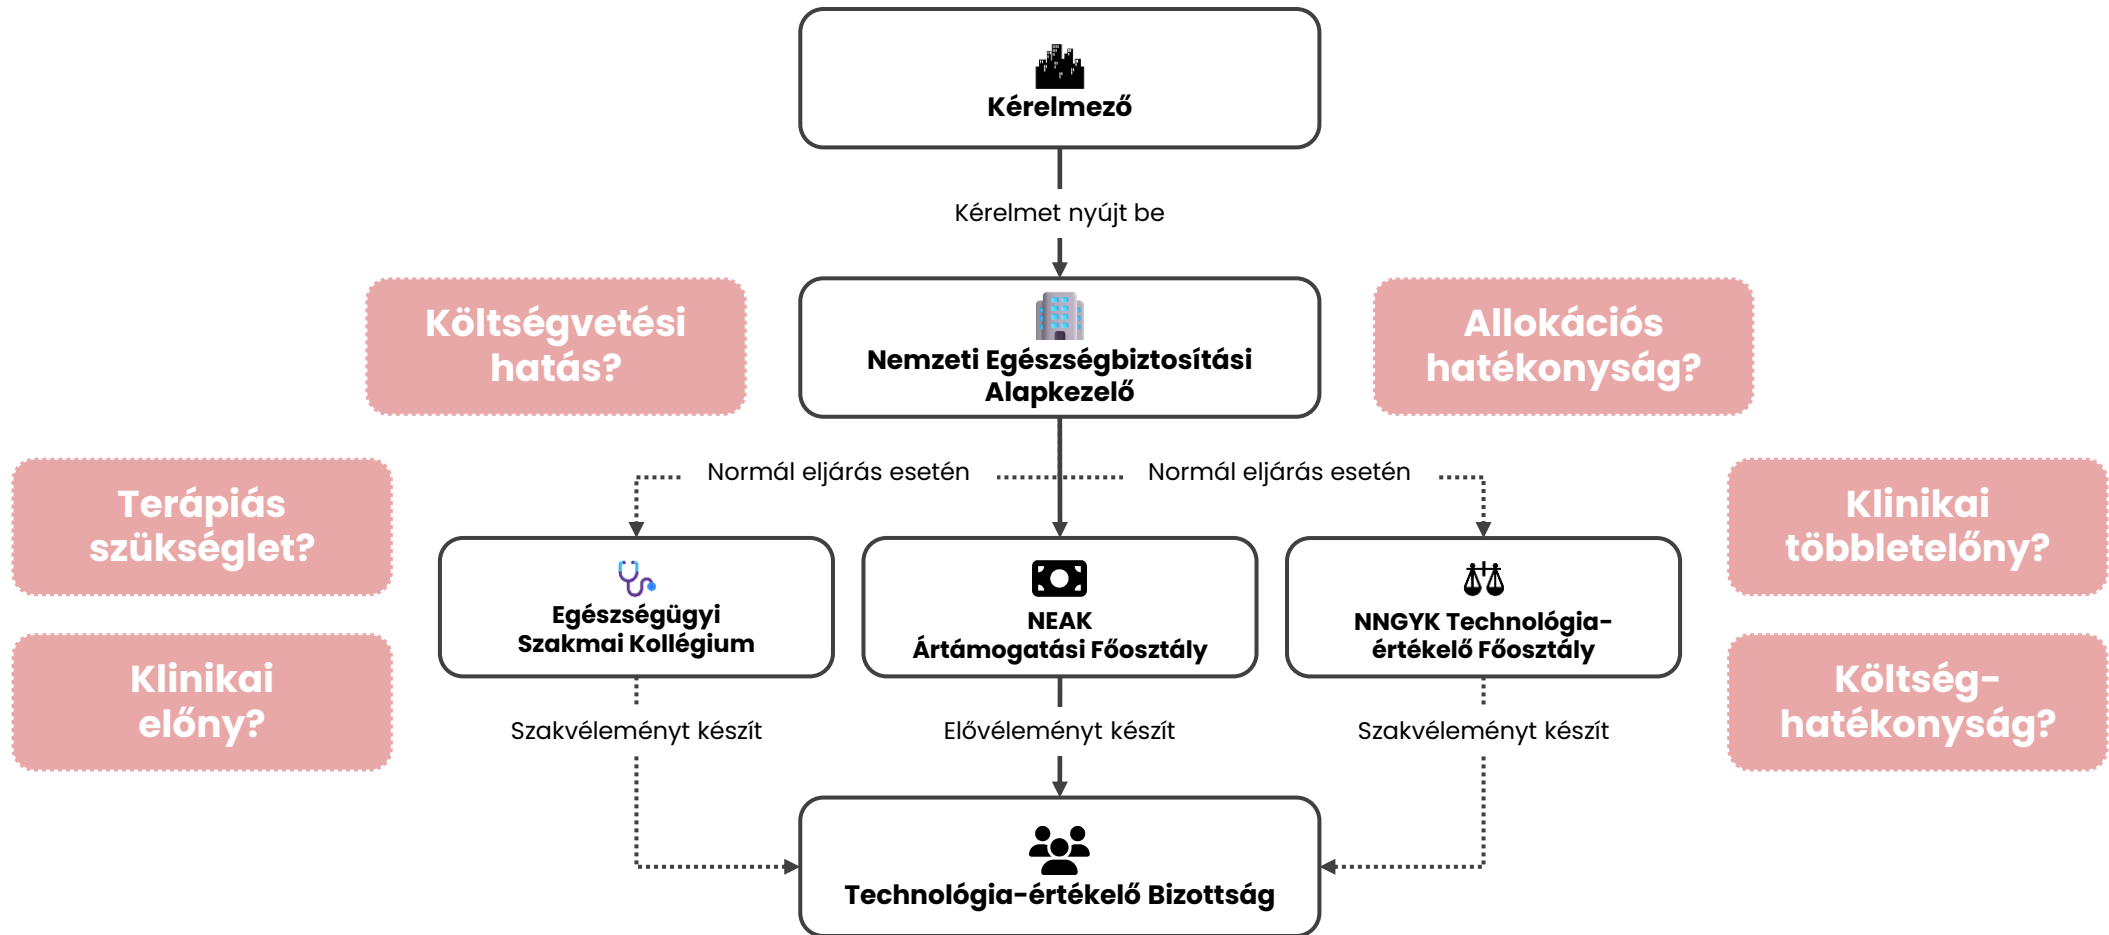 Kérelmező
Kérelmet nyújt be
Költségvetési
hatás?
Nemzeti Egészségbiztosítási
Alapkezelő
Allokációs
hatékonyság?
Normál eljárás esetén
Normál eljárás esetén
Terápiás
szükséglet?
Klinikai
többletelőny?
Egészségügyi
Szakmai Kollégium
NEAK
Ártámogatási Főosztály
NNGYK Technológia-
értékelő Főosztály
Klinikai
előny?
Költség-
hatékonyság?
Szakvéleményt készít
Elővéleményt készít
Szakvéleményt készít
Technológia-értékelő Bizottság